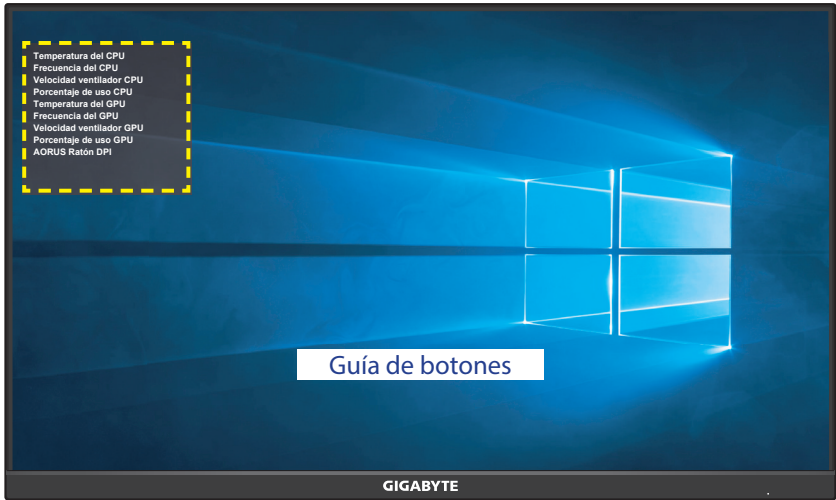 Temperatura del CPU
Frecuencia del CPU
Velocidad ventilador CPU
Porcentaje de uso CPU
Temperatura del GPU
Frecuencia del GPU
Velocidad ventilador GPU
Porcentaje de uso GPU
AORUS Ratón DPI
Guía de botones
GIGABYTE